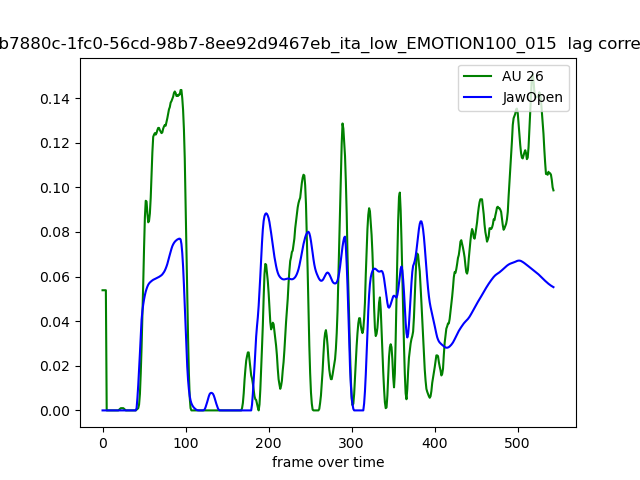 b7880c-1fc0-56cd-98b7-8ee92d9467eb_ita_low_EMOTION100_015 lag corre
AU 26
JawOpen
0.14
0.12
0.10
0.08
0.06
0.04
0.02
0.00
0 100 200 300 400 500
frame over time